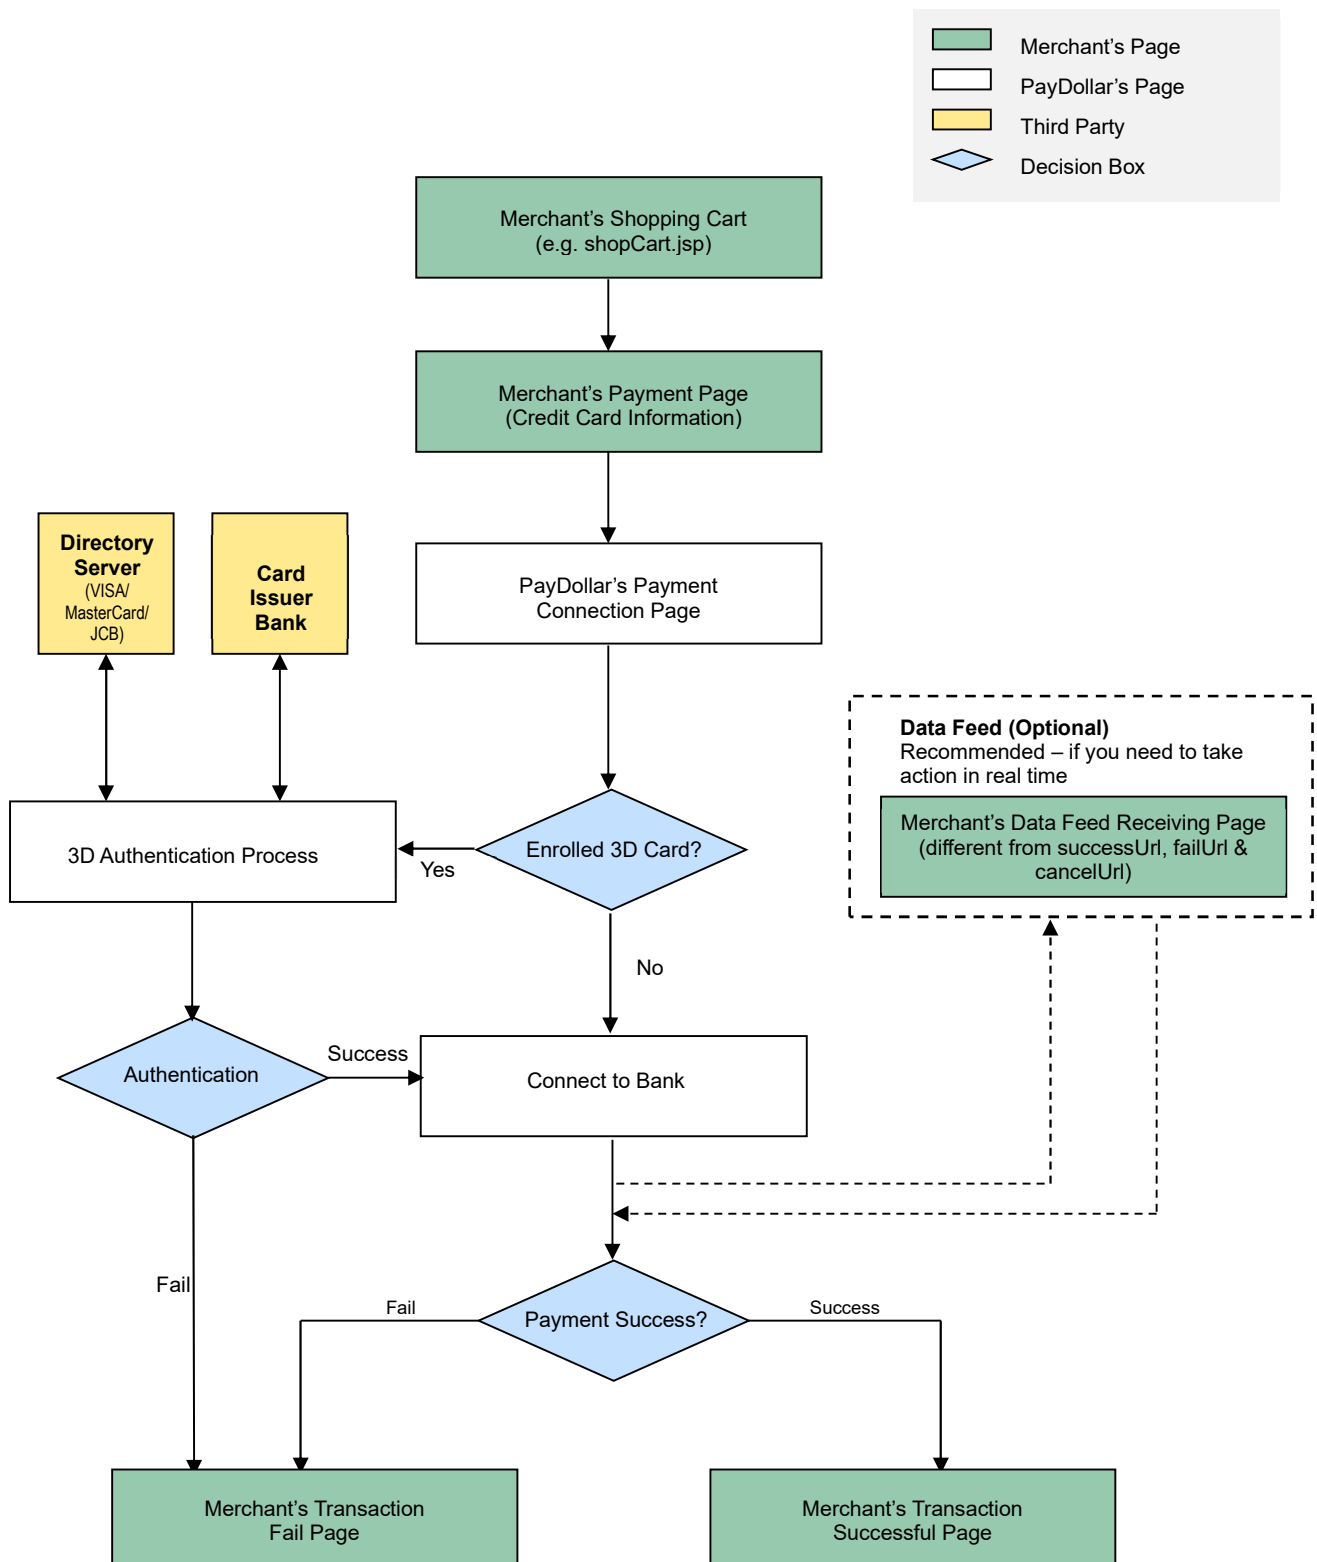 Merchant’s Page
PayDollar’s Page
Third Party
Decision Box
Merchant’s Shopping Cart
(e.g. shopCart.jsp)
Merchant’s Payment Page
(Credit Card Information)
Directory
Server
(VISA/
MasterCard/
JCB)
Card
Issuer
Bank
PayDollar’s Payment
Connection Page
Data Feed (Optional)
Recommended – if you need to take
action in real time
Merchant’s Data Feed Receiving Page
(different from successUrl, failUrl &
cancelUrl)
3D Authentication Process
Yes
Enrolled 3D Card?
No
Authentication
Success
Connect to Bank
Fail
Fail
Payment Success?
Success
Merchant’s Transaction
Fail Page
Merchant’s Transaction
Successful Page